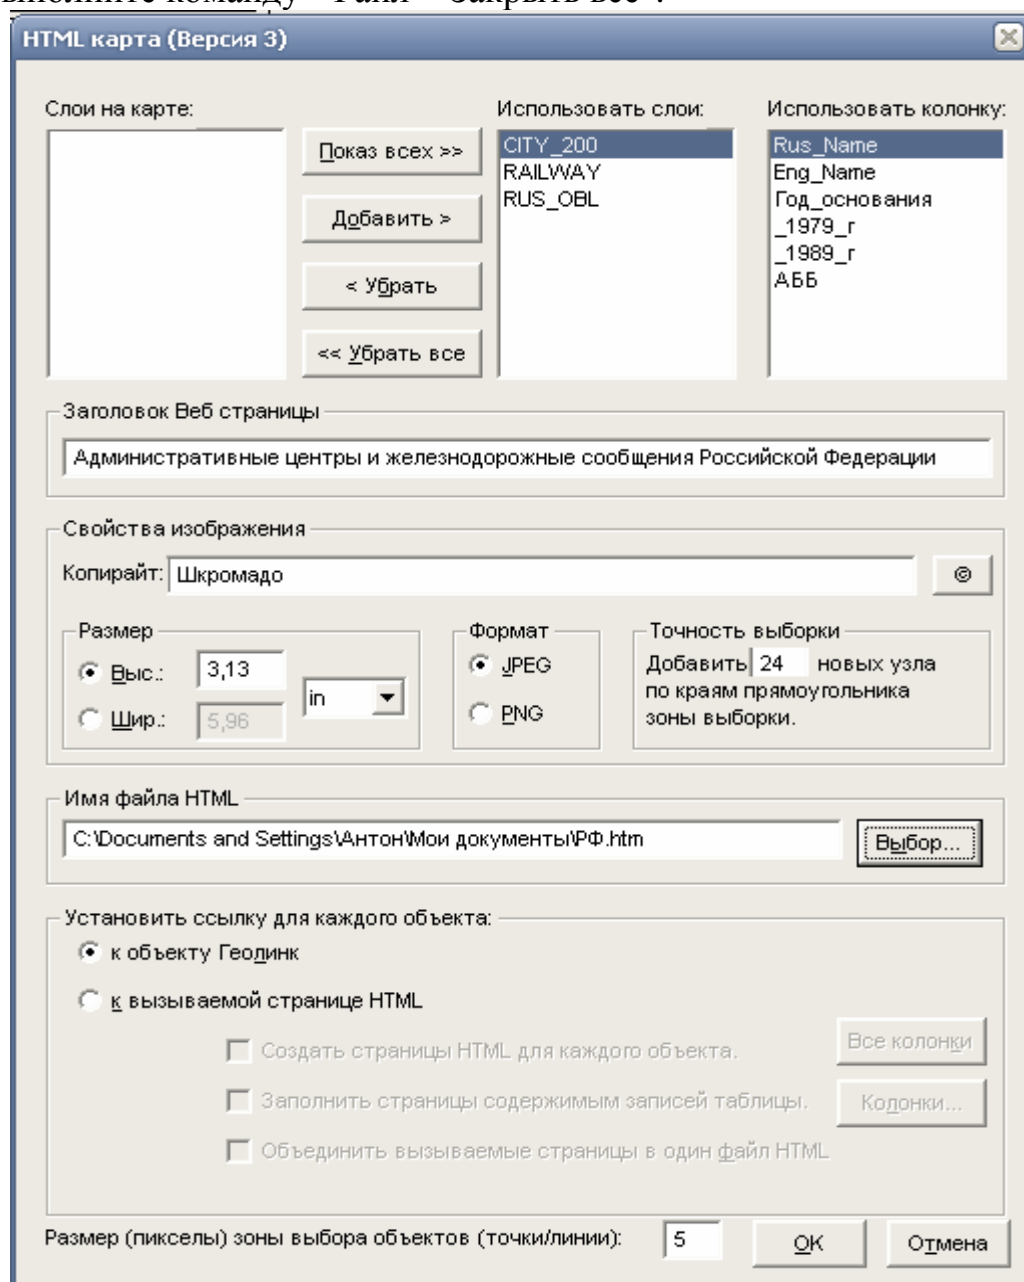 команду "Файл – Закрыть все".
HTML карта (Версия 3)
Слои на карте:
Показ всех >>
Добавить >
< Убрать
<< Убрать все
Использовать слои:
CITY_200
RAILWAY
RUS_OBL
Использовать колонку:
Rus_Name
Eng_Name
Год_основания
_1979_г
_1989_г
АББ
Заголовок Веб страницы
Административные центры и железнодорожные сообщения Российской Федерации
Свойства изображения
Копирайт: Шкромадо ©
Размер
Выс.: 3,13
Шир.: 5,96
in
Формат
JPEG
PNG
Точность выборки
Добавить 24 новых узла
по краям прямоугольника
зоны выборки.
Имя файла HTML
C:\Documents and Settings\Антон\Мои документы\РФ.htm
Выбор...
Установить ссылку для каждого объекта:
к объекту Геолинк
к вызываемой странице HTML
Создать страницы HTML для каждого объекта.
Все колонки
Заполнить страницы содержимым записей таблицы.
Колонки...
Объединить вызываемые страницы в один файл HTML
Размер (пикселы) зоны выбора объектов (точки/линии): 5
OK
Отмена